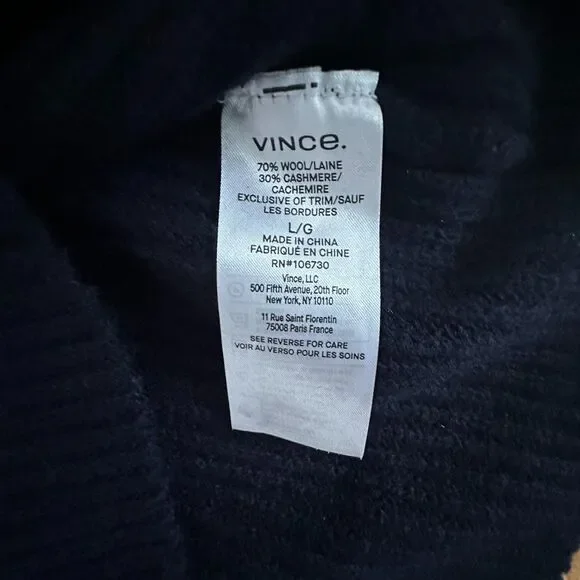 VINCE.
70% WOOL/LAINE
30% CASHMERE/
CACHEMIRE
EXCLUSIVE OF TRIM/SAUF
LES BORDURES
L/G
MADE IN CHINA
FABRIQUÉ EN CHINE
RN#106730
Vince, LLC
500 Fifth Avenue, 20th Floor
New York, NY 10110
11 Rue Saint Florentin
75008 Paris France
SEE REVERSE FOR CARE
VOIR AU VERSO POUR LES SOINS